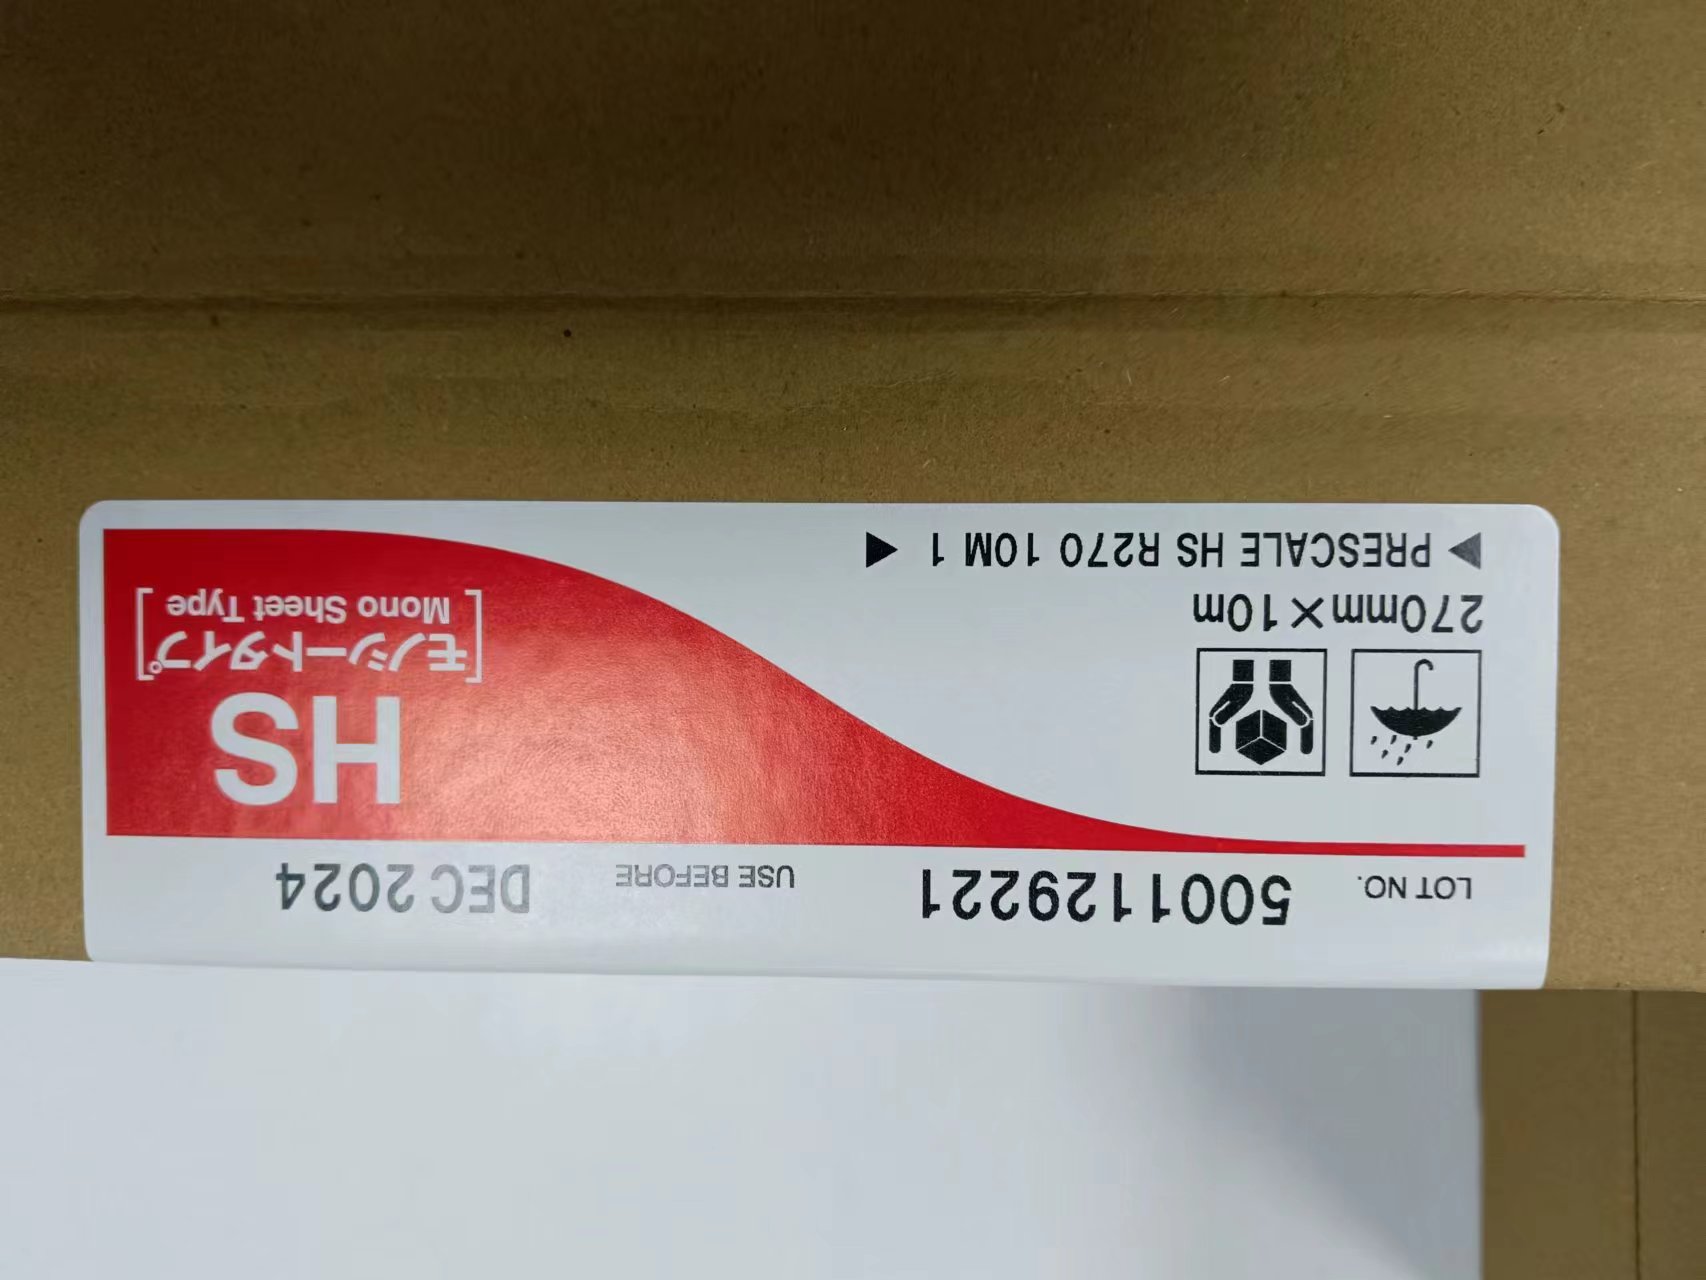 LOT NO. 5001129221 USE BEFORE DEC 2024
HS
モノシートタイプ
Mono Sheet Type
270mm×10m
▶ PRESCALE HS R270 10M 1 ◀